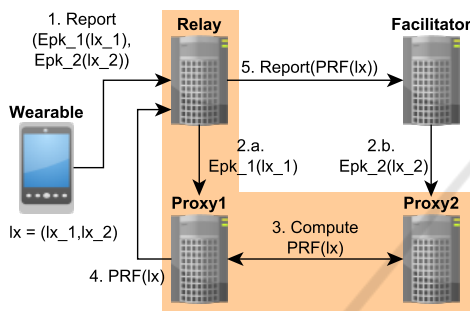 1. Report
(Epk_1(lx_1),
Epk_2(lx_2))
Relay
Facilitator
5. Report(PRF(lx))
Wearable
2.a.
Epk_1(lx_1)
2.b.
Epk_2(lx_2)
lx = (lx_1,lx_2)
Proxy1
Proxy2
3. Compute
PRF(lx)
4. PRF(lx)